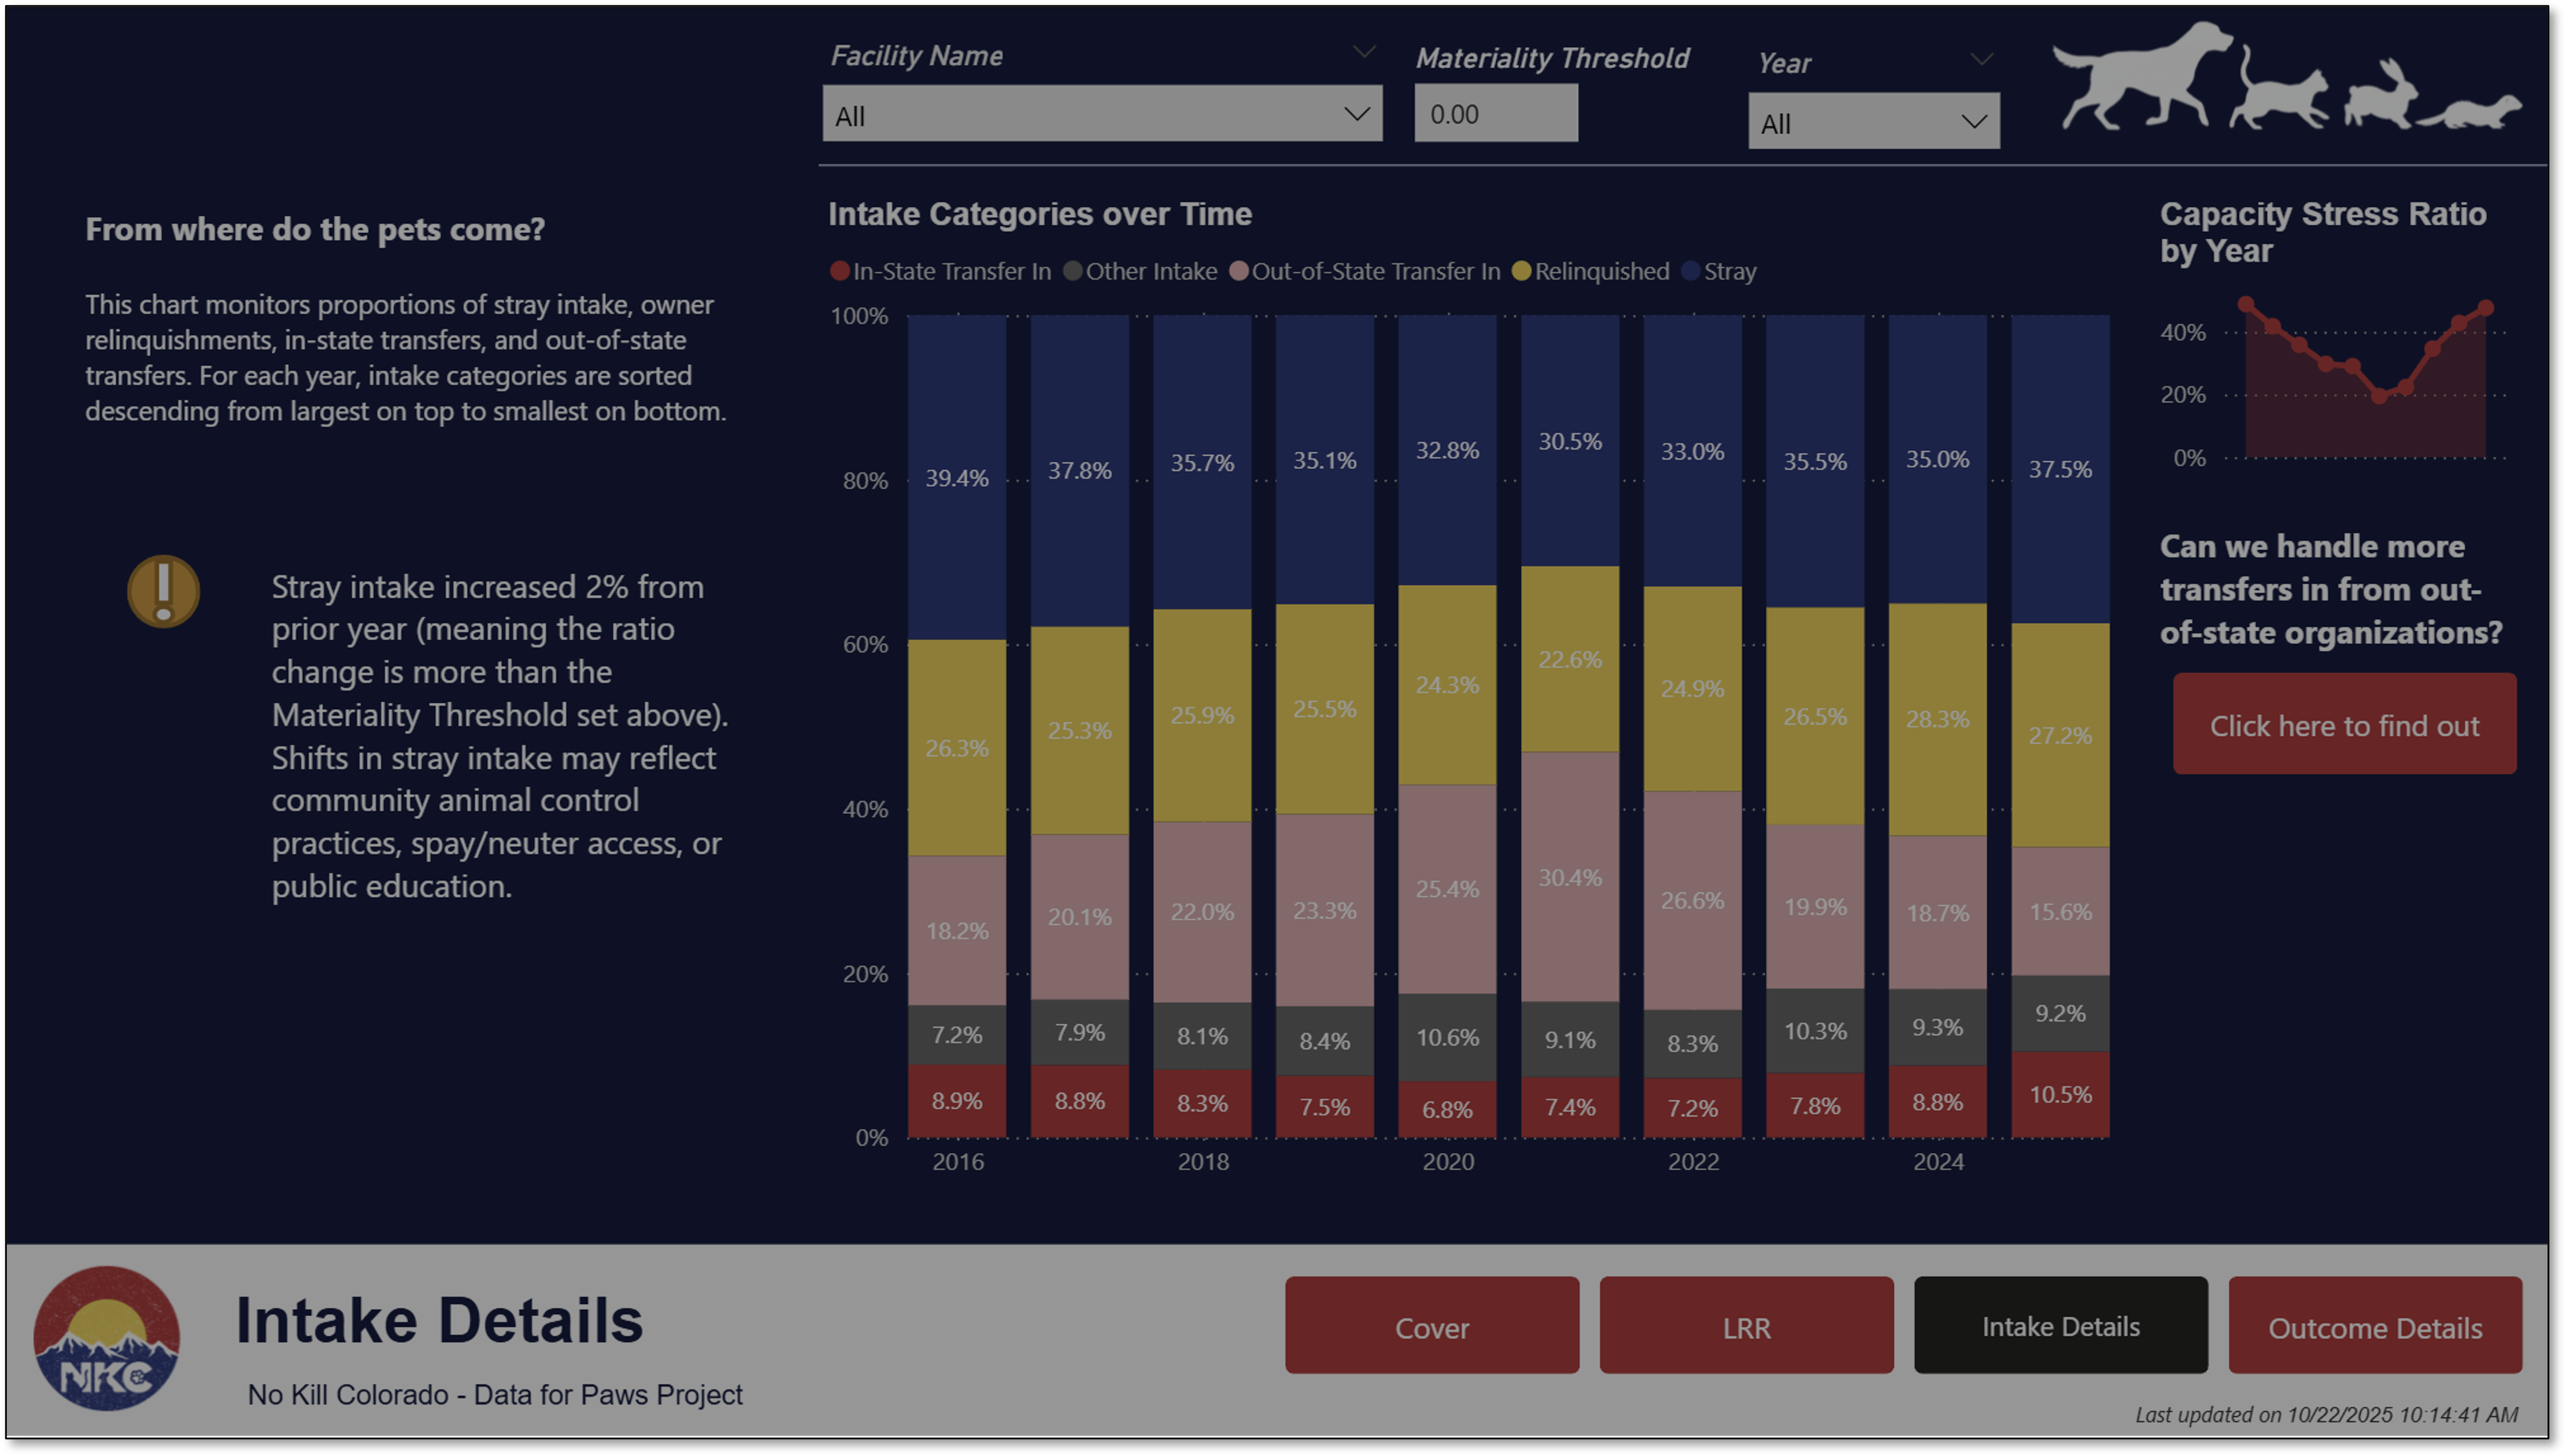 Facility Name
All
Materiality Threshold
0.00
Year
All
From where do the pets come?
This chart monitors proportions of stray intake, owner
relinquishments, in-state transfers, and out-of-state
transfers. For each year, intake categories are sorted
descending from largest on top to smallest on bottom.
Stray intake increased 2% from
prior year (meaning the ratio
change is more than the
Materiality Threshold set above).
Shifts in stray intake may reflect
community animal control
practices, spay/neuter access, or
public education.
Intake Categories over Time
In-State Transfer In Other Intake Out-of-State Transfer In Relinquished Stray
100%
80%
60%
40%
20%
0%
39.4% 37.8% 35.7% 35.1% 32.8% 30.5% 33.0% 35.5% 35.0% 37.5%
26.3% 25.3% 25.9% 25.5% 24.3% 22.6% 24.9% 26.5% 28.3% 27.2%
18.2% 20.1% 22.0% 23.3% 25.4% 30.4% 26.6% 19.9% 18.7% 15.6%
7.2% 7.9% 8.1% 8.4% 10.6% 9.1% 8.3% 10.3% 9.3% 9.2%
8.9% 8.8% 8.3% 7.5% 6.8% 7.4% 7.2% 7.8% 8.8% 10.5%
2016 2018 2020 2022 2024
Capacity Stress Ratio
by Year
40%
20%
0%
Can we handle more
transfers in from out-
of-state organizations?
Click here to find out
NKC
Intake Details
No Kill Colorado - Data for Paws Project
Cover
LRR
Intake Details
Outcome Details
Last updated on 10/22/2025 10:14:41 AM